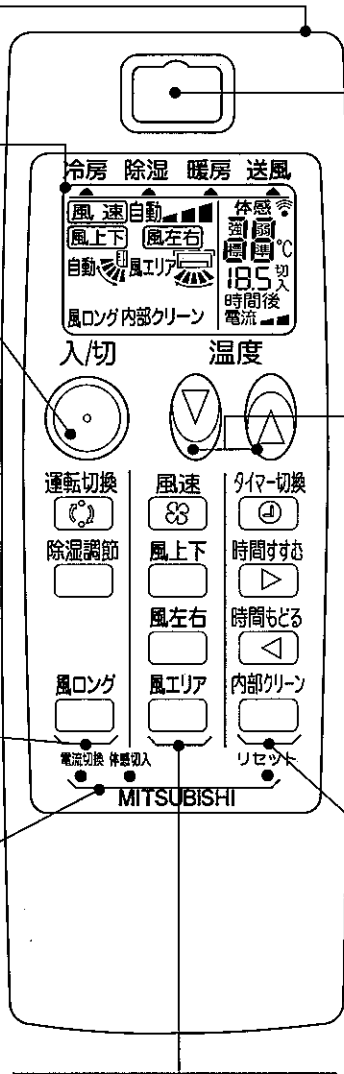 冷房 除湿 暖房 送風
風速 自動 体感
強 弱
風上下 風左右 標 準 ℃
自動 風エリア 18.5 切 入
時間後
風ロング 内部クリーン 電流
入/切 温度
運転切換 風速 タイマー切換
除湿調節 風上下 時間すすむ
風左右 時間もどる
風ロング 風エリア 内部クリーン
電流切換 体感切入 リセット
MITSUBISHI